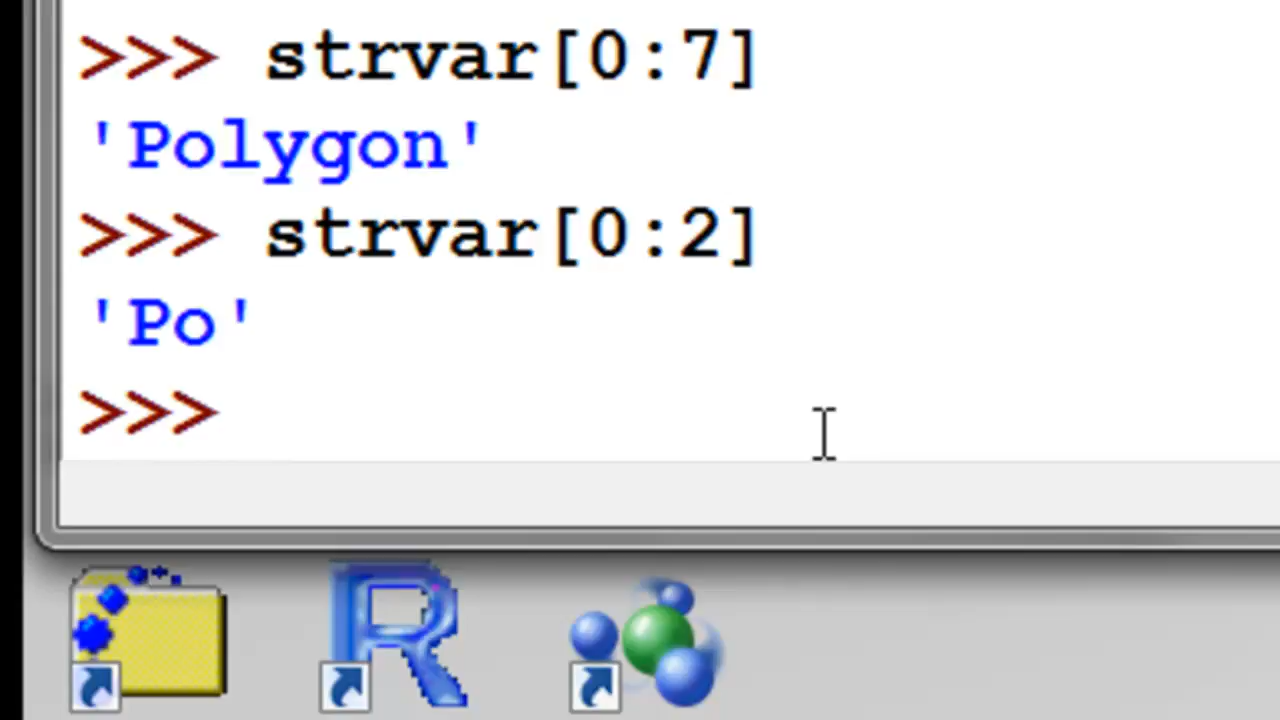 >>> strvar[0:7]
'Polygon'
>>> strvar[0:2]
'Po'
>>>
R